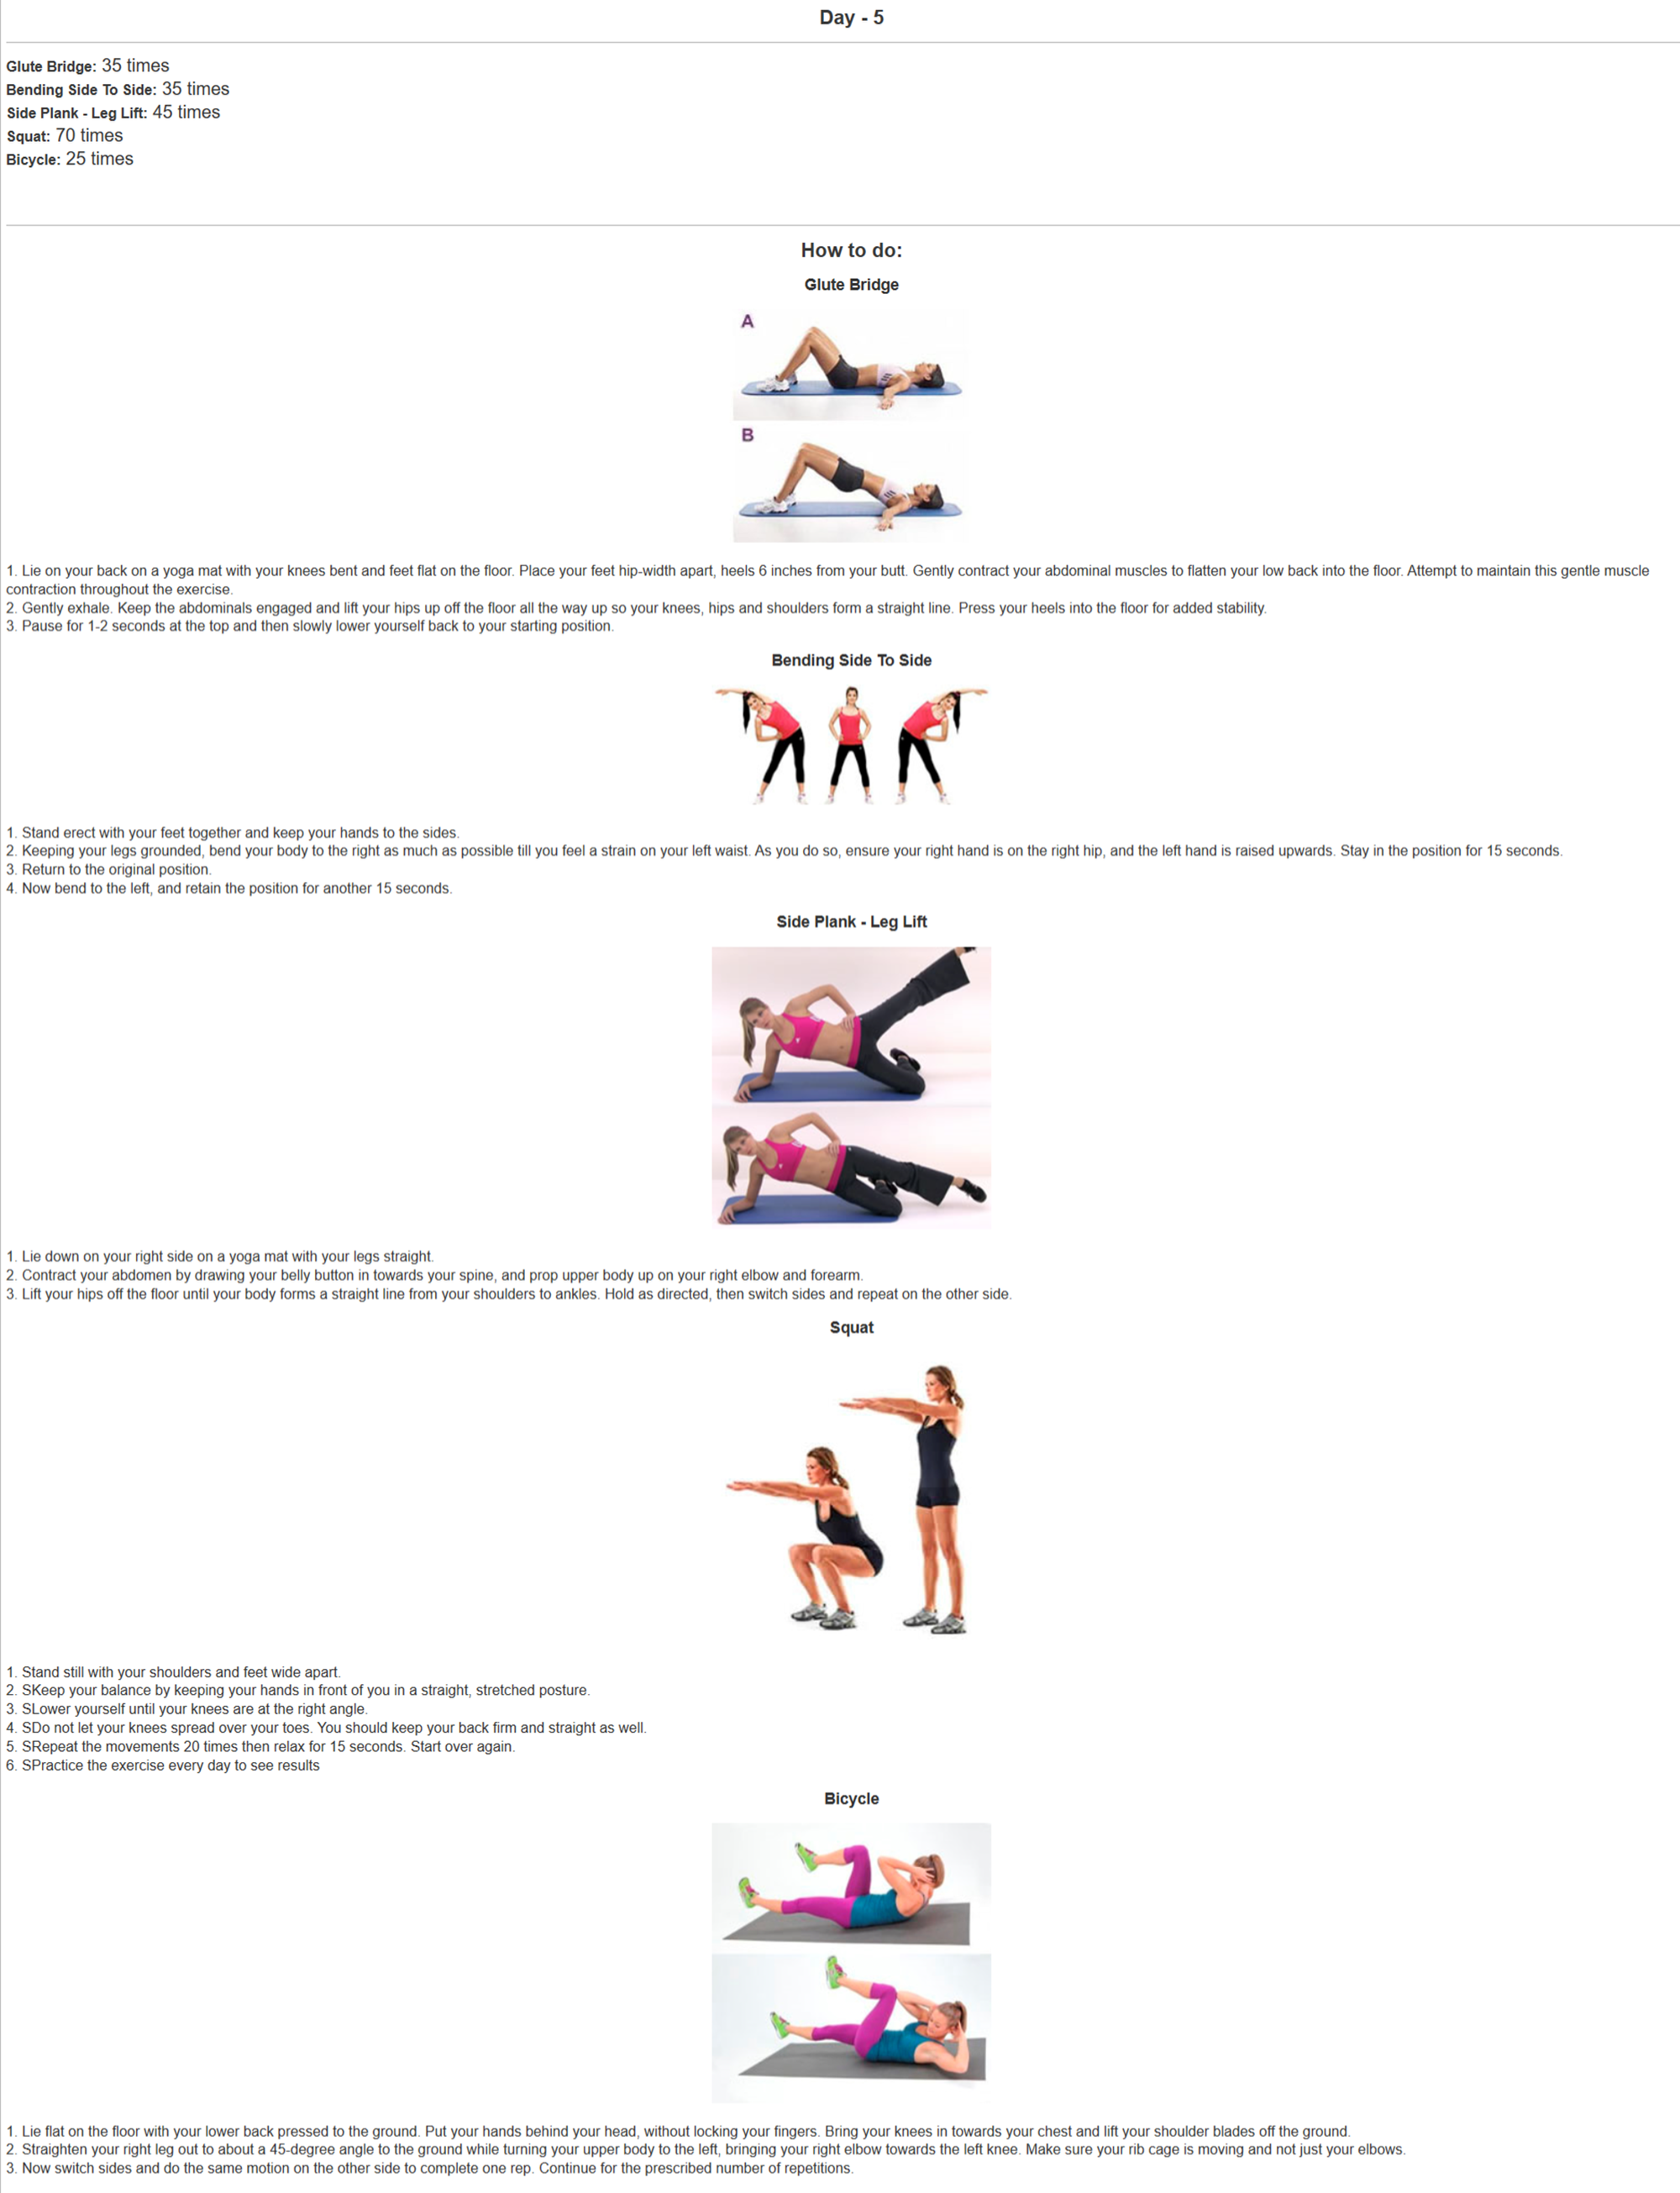 Day - 5
Glute Bridge: 35 times
Bending Side To Side: 35 times
Side Plank - Leg Lift: 45 times
Squat: 70 times
Bicycle: 25 times
How to do:
Glute Bridge
A
B
1. Lie on your back on a yoga mat with your knees bent and feet flat on the floor. Place your feet hip-width apart, heels 6 inches from your butt. Gently contract your abdominal muscles to flatten your low back into the floor. Attempt to maintain this gentle muscle
contraction throughout the exercise.
2. Gently exhale. Keep the abdominals engaged and lift your hips up off the floor all the way up so your knees, hips and shoulders form a straight line. Press your heels into the floor for added stability.
3. Pause for 1-2 seconds at the top and then slowly lower yourself back to your starting position.
Bending Side To Side
1. Stand erect with your feet together and keep your hands to the sides.
2. Keeping your legs grounded, bend your body to the right as much as possible till you feel a strain on your left waist. As you do so, ensure your right hand is on the right hip, and the left hand is raised upwards. Stay in the position for 15 seconds.
3. Return to the original position.
4. Now bend to the left, and retain the position for another 15 seconds.
Side Plank - Leg Lift
1. Lie down on your right side on a yoga mat with your legs straight.
2. Contract your abdomen by drawing your belly button in towards your spine, and prop upper body up on your right elbow and forearm.
3. Lift your hips off the floor until your body forms a straight line from your shoulders to ankles. Hold as directed, then switch sides and repeat on the other side.
Squat
1. Stand still with your shoulders and feet wide apart.
2. SKeep your balance by keeping your hands in front of you in a straight, stretched posture.
3. SLower yourself until your knees are at the right angle.
4. SDo not let your knees spread over your toes. You should keep your back firm and straight as well.
5. SRepeat the movements 20 times then relax for 15 seconds. Start over again.
6. SPractice the exercise every day to see results
Bicycle
1. Lie flat on the floor with your lower back pressed to the ground. Put your hands behind your head, without locking your fingers. Bring your knees in towards your chest and lift your shoulder blades off the ground.
2. Straighten your right leg out to about a 45-degree angle to the ground while turning your upper body to the left, bringing your right elbow towards the left knee. Make sure your rib cage is moving and not just your elbows.
3. Now switch sides and do the same motion on the other side to complete one rep. Continue for the prescribed number of repetitions.